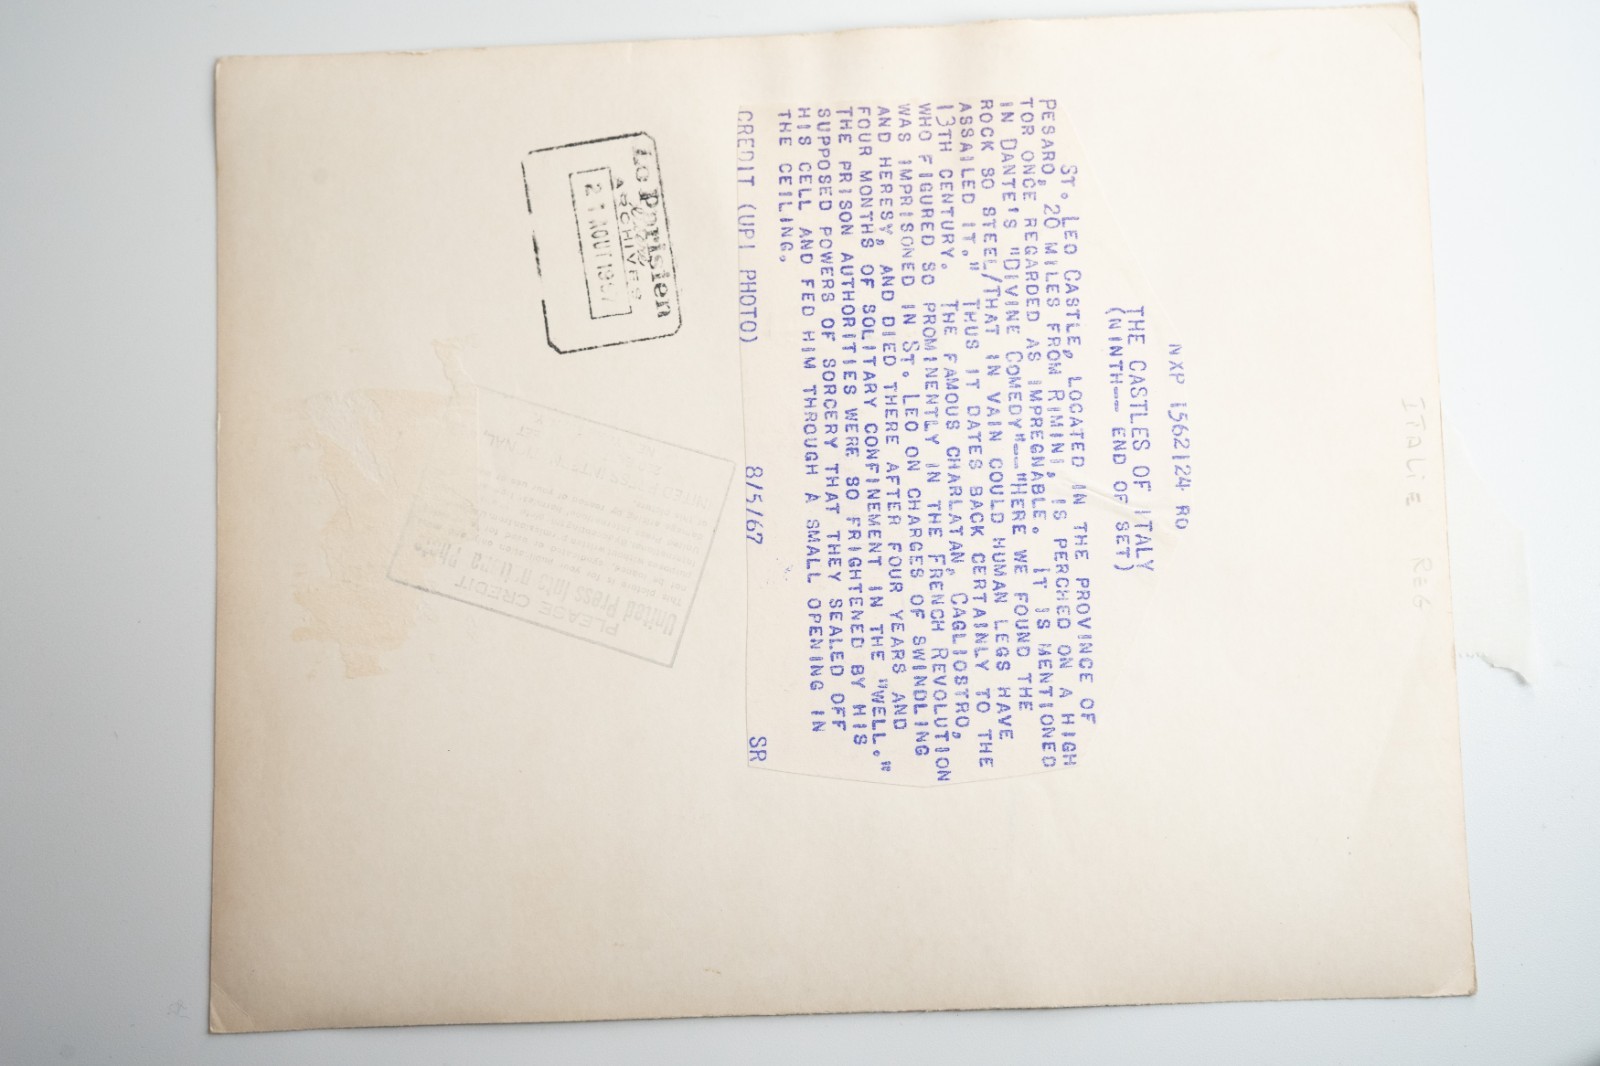 ITALIE REG
NXP 1562124 RO
THE CASTLES OF ITALY
(NINTH-- END OF SET)
ST. LEO CASTLE, LOCATED IN THE PROVINCE OF
PESARO, 20 MILES FROM RIMINI, IS PERCHED ON A HIGH
TOR ONCE REGARDED AS IMPREGNABLE. IT IS MENTIONED
IN DANTE'S "DIVINE COMEDY"--"HERE WE FOUND THE
ROCK SO STEEL/THAT IN VAIN COULD HUMAN LEGS HAVE
ASSAILED IT." THUS IT DATES BACK CERTAINLY TO THE
13TH CENTURY. THE FAMOUS CHARLATAN, CAGLIOSTRO,
WHO FIGURED SO PROMINENTLY IN THE FRENCH REVOLUTION
WAS IMPRISONED IN ST. LEO ON CHARGES OF SWINDLING
AND HERESY, AND DIED THERE AFTER FOUR YEARS AND
FOUR MONTHS OF SOLITARY CONFINEMENT IN THE "WELL."
THE PRISON AUTHORITIES WERE SO FRIGHTENED BY HIS
SUPPOSED POWERS OF SORCERY THAT THEY SEALED OFF
HIS CELL AND FED HIM THROUGH A SMALL OPENING IN
THE CEILING.
CREDIT (UPI PHOTO) 8/5/67 SR
Le Parisien
ARCHIVES
AOUT 1967
PLEASE CREDIT
United Press International Photo